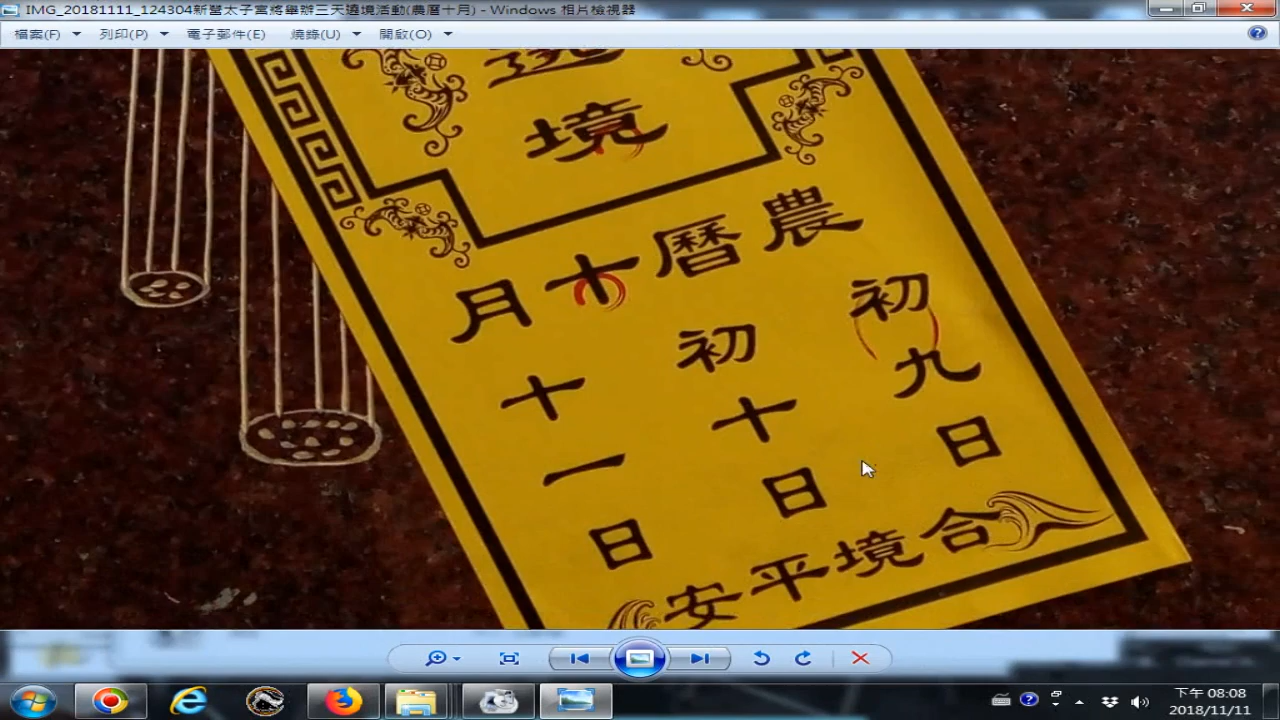 IMG_20181111_124304新營太子宮將舉辦三天遶境活動(農曆十月) - Windows 相片檢視器
檔案(F) 列印(P) 電子郵件(E) 燒錄(U) 開啟(O)
遶
境
農曆十月
初九日
初十日
十一日
合境平安
下午 08:08
2018/11/11